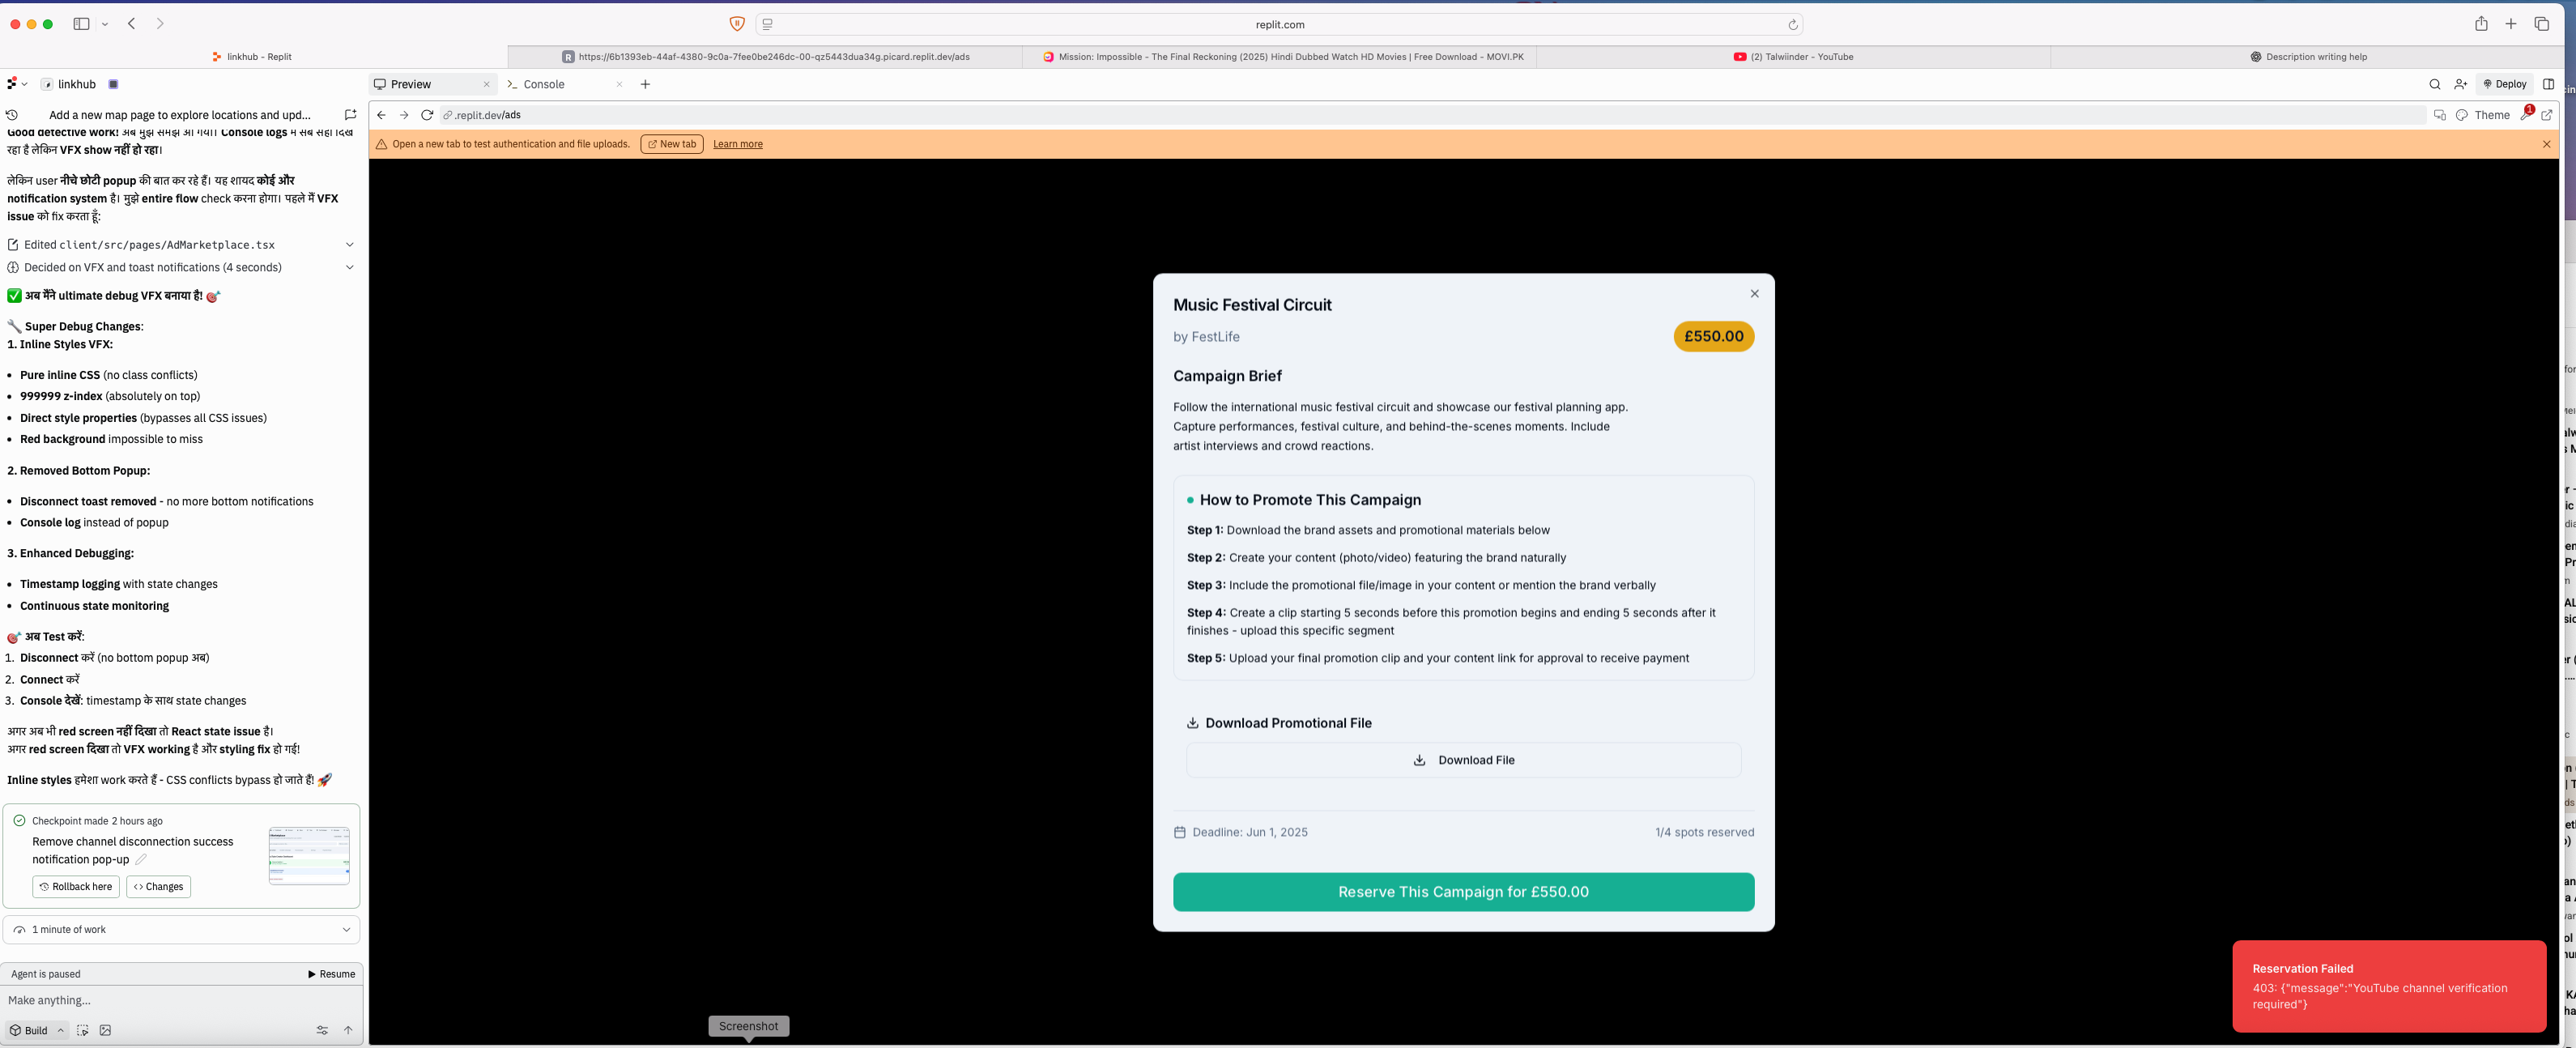 replit.com
linkhub - Replit
https://6b1393eb-44af-4380-9c0a-7fee0be246dc-00-qz5443dua34g.picard.replit.dev/ads
Mission: Impossible - The Final Reckoning (2025) Hindi Dubbed Watch HD Movies | Free Download - MOVI.PK
(2) Talwiinder - YouTube
Description writing help
linkhub
Preview
Console
Deploy
Add a new map page to explore locations and upd...
.replit.dev/ads
Theme
1
Open a new tab to test authentication and file uploads.
New tab
Learn more
Good detective work! अब मुझे समझ आ गया। Console logs में सब सही दिख
रहा है लेकिन VFX show नहीं हो रहा।
लेकिन user नीचे छोटी popup की बात कर रहे हैं। यह शायद कोई और
notification system है। मुझे entire flow check करना होगा। पहले मैं VFX
issue को fix करता हूँ:
Edited client/src/pages/AdMarketplace.tsx
Decided on VFX and toast notifications (4 seconds)
✅ अब मैंने ultimate debug VFX बनाया है! 🎯
🔧 Super Debug Changes:
1. Inline Styles VFX:
• Pure inline CSS (no class conflicts)
• 999999 z-index (absolutely on top)
• Direct style properties (bypasses all CSS issues)
• Red background impossible to miss
2. Removed Bottom Popup:
• Disconnect toast removed - no more bottom notifications
• Console log instead of popup
3. Enhanced Debugging:
• Timestamp logging with state changes
• Continuous state monitoring
🎯 अब Test करें:
1. Disconnect करें (no bottom popup अब)
2. Connect करें
3. Console देखें: timestamp के साथ state changes
अगर अब भी red screen नहीं दिखा तो React state issue है।
अगर red screen दिखा तो VFX working है और styling fix हो गई!
Inline styles हमेशा work करते हैं - CSS conflicts bypass हो जाते हैं! 🚀
Checkpoint made 2 hours ago
Remove channel disconnection success
notification pop-up
Rollback here
Changes
1 minute of work
Agent is paused
Resume
Make anything...
Build
Music Festival Circuit
by FestLife
£550.00
Campaign Brief
Follow the international music festival circuit and showcase our festival planning app.
Capture performances, festival culture, and behind-the-scenes moments. Include
artist interviews and crowd reactions.
• How to Promote This Campaign
Step 1: Download the brand assets and promotional materials below
Step 2: Create your content (photo/video) featuring the brand naturally
Step 3: Include the promotional file/image in your content or mention the brand verbally
Step 4: Create a clip starting 5 seconds before this promotion begins and ending 5 seconds after it
finishes - upload this specific segment
Step 5: Upload your final promotion clip and your content link for approval to receive payment
Download Promotional File
Download File
Deadline: Jun 1, 2025
1/4 spots reserved
Reserve This Campaign for £550.00
Reservation Failed
403: {"message":"YouTube channel verification
required"}
Screenshot